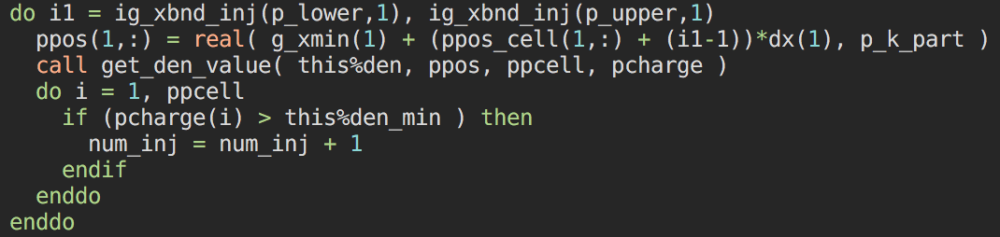 do i1 = ig_xbnd_inj(p_lower,1), ig_xbnd_inj(p_upper,1)
  ppos(1,:) = real( g_xmin(1) + (ppos_cell(1,:) + (i1-1))*dx(1), p_k_part )
  call get_den_value( this%den, ppos, ppcell, pcharge )
  do i = 1, ppcell
    if (pcharge(i) > this%den_min ) then
      num_inj = num_inj + 1
    endif
  enddo
enddo